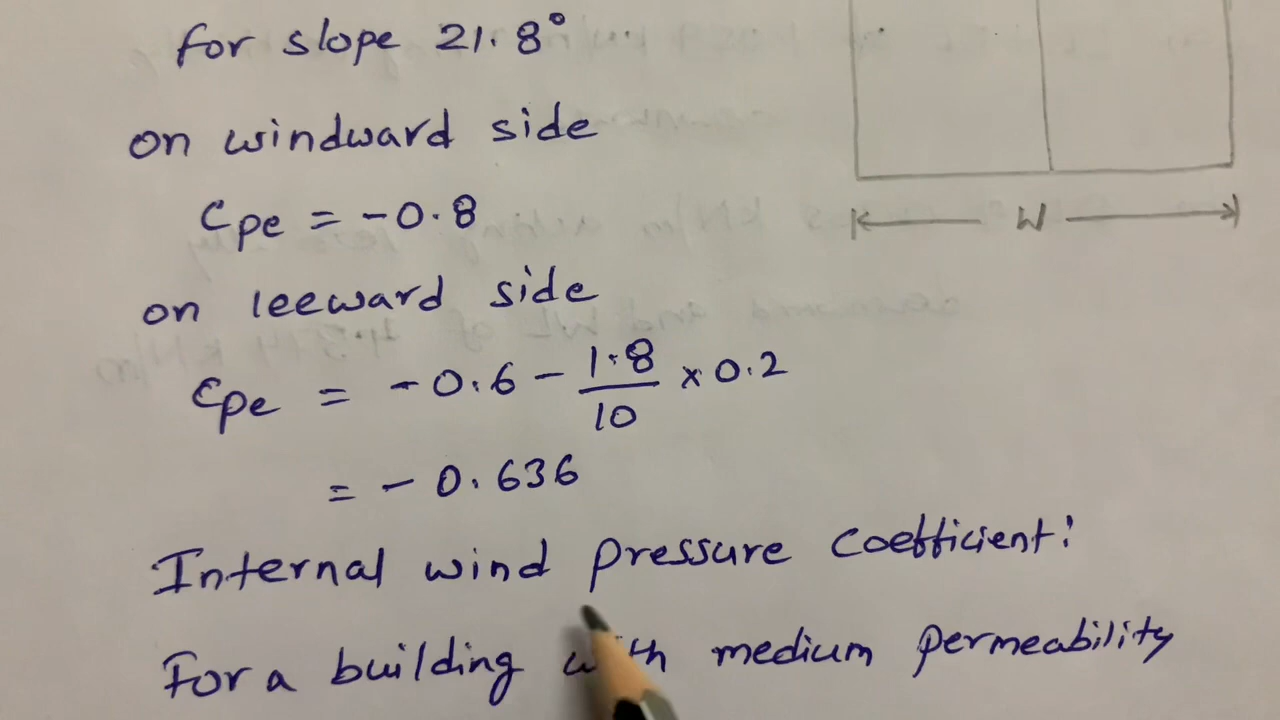 for slope 21.8°
on windward side
Cpe = -0.8
W
on leeward side
Cpe = -0.6 - 1.8/10 × 0.2
= -0.636
Internal wind pressure coefficient:
For a building with medium permeability